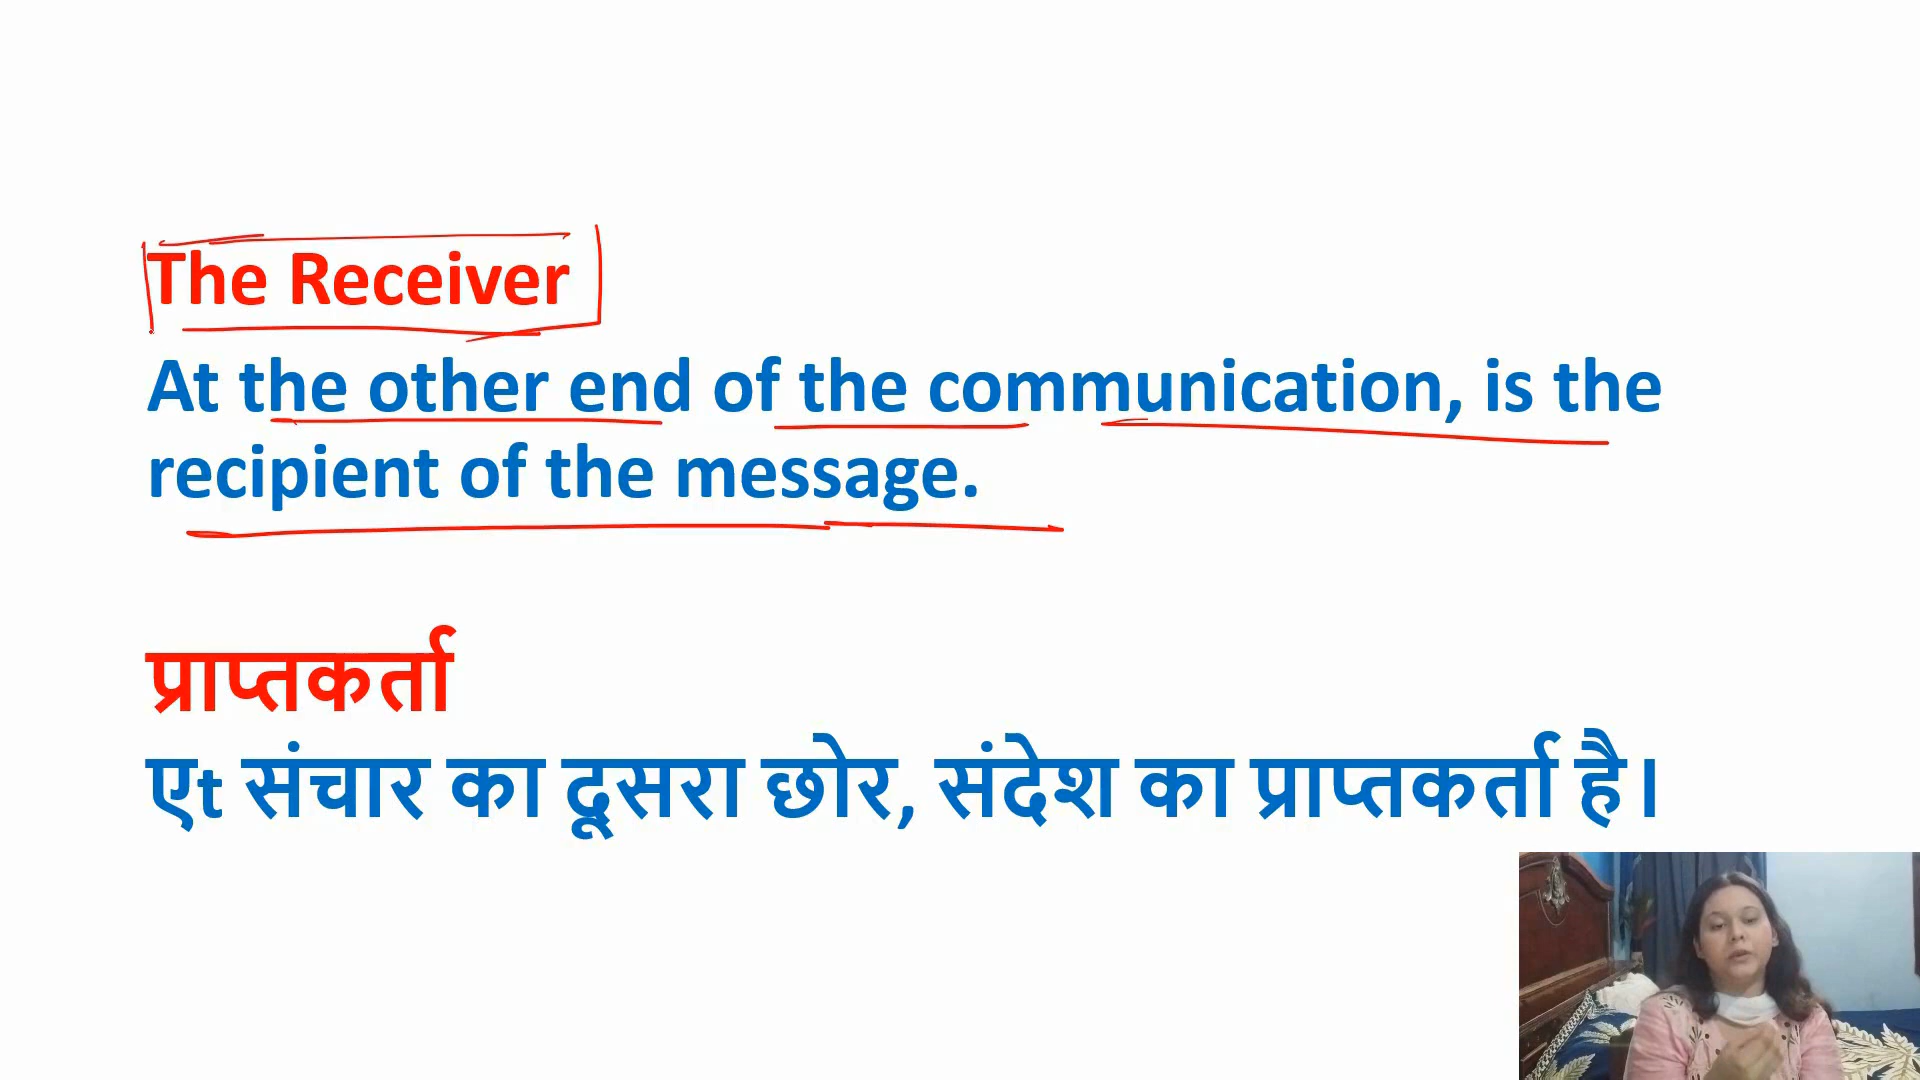 The Receiver
At the other end of the communication, is the
recipient of the message.
प्राप्तकर्ता
एt संचार का दूसरा छोर, संदेश का प्राप्तकर्ता है।